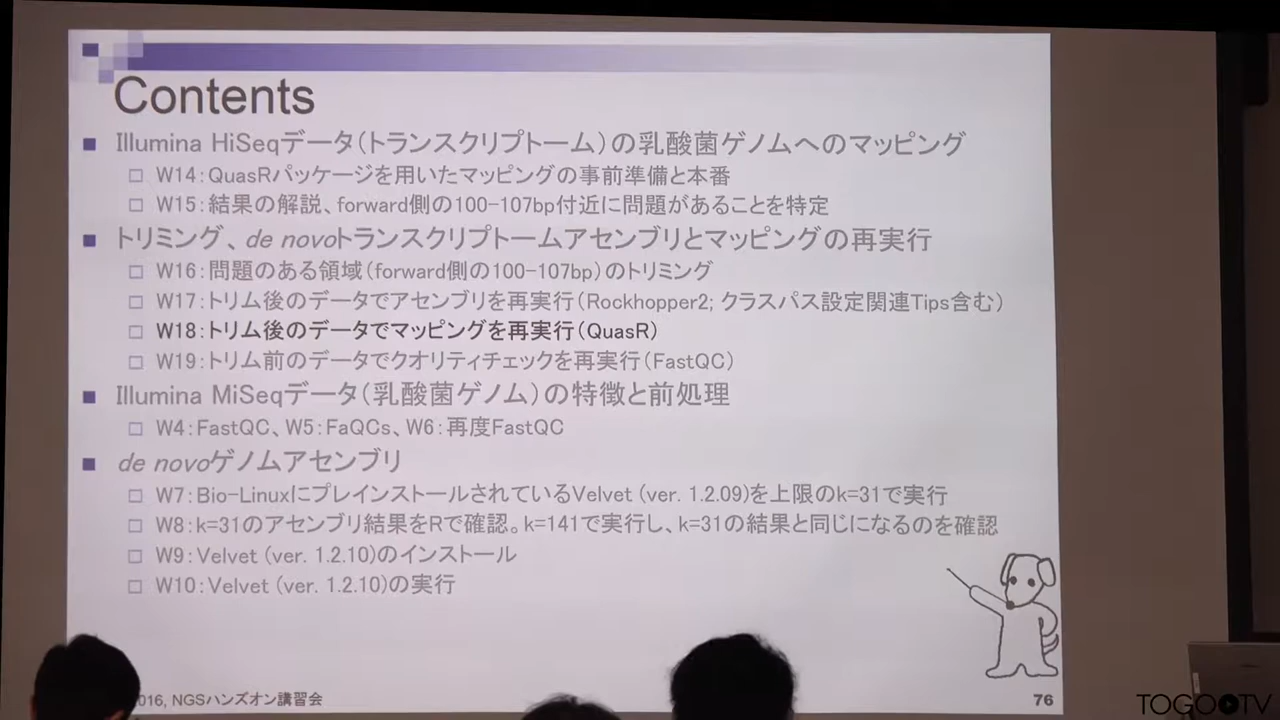 Contents
Illumina HiSeqデータ(トランスクリプトーム)の乳酸菌ゲノムへのマッピング
W14:QuasRパッケージを用いたマッピングの事前準備と本番
W15:結果の解説、forward側の100-107bp付近に問題があることを特定
トリミング、de novoトランスクリプトームアセンブリとマッピングの再実行
W16:問題のある領域(forward側の100-107bp)のトリミング
W17:トリム後のデータでアセンブリを再実行(Rockhopper2; クラスパス設定関連Tips含む)
W18:トリム後のデータでマッピングを再実行(QuasR)
W19:トリム前のデータでクオリティチェックを再実行(FastQC)
Illumina MiSeqデータ(乳酸菌ゲノム)の特徴と前処理
W4:FastQC、W5:FaQCs、W6:再度FastQC
de novoゲノムアセンブリ
W7:Bio-LinuxにプレインストールされているVelvet (ver. 1.2.09)を上限のk=31で実行
W8:k=31のアセンブリ結果をRで確認。k=141で実行し、k=31の結果と同じになるのを確認
W9:Velvet (ver. 1.2.10)のインストール
W10:Velvet (ver. 1.2.10)の実行
016, NGSハンズオン講習会
76
TOGOTV